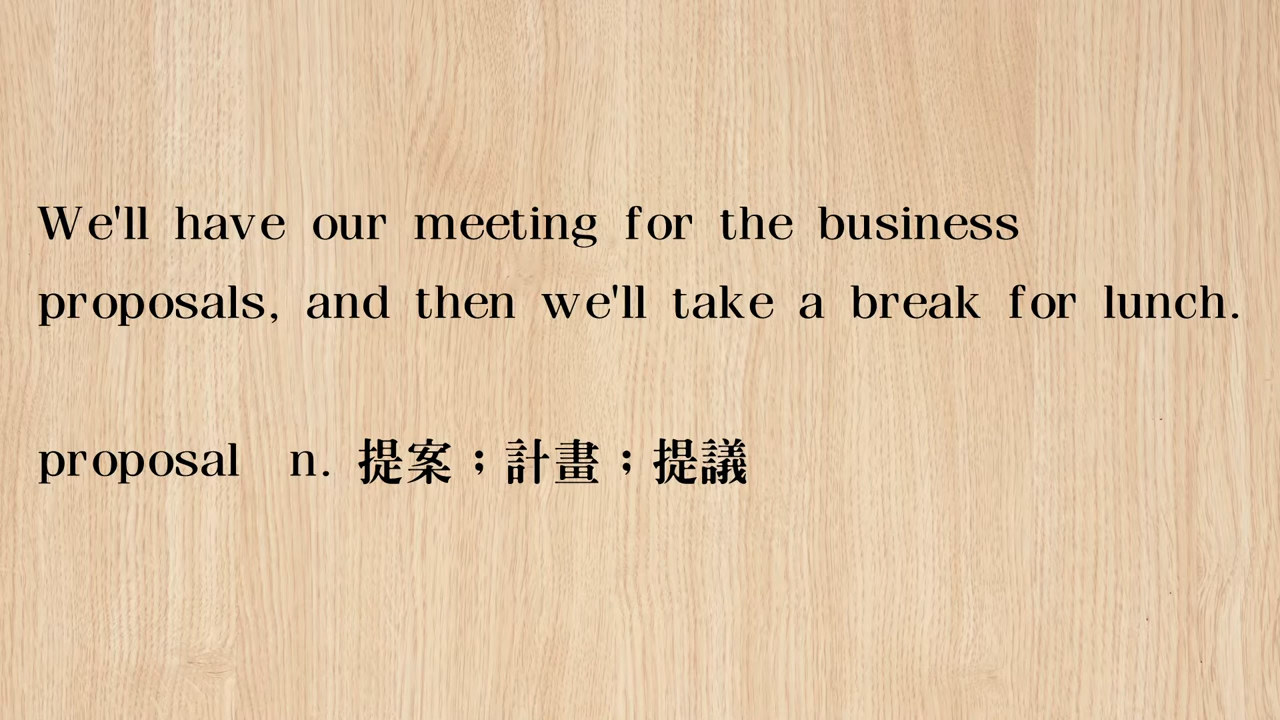 We'll have our meeting for the business
proposals, and then we'll take a break for lunch.
proposal n. 提案；計畫；提議